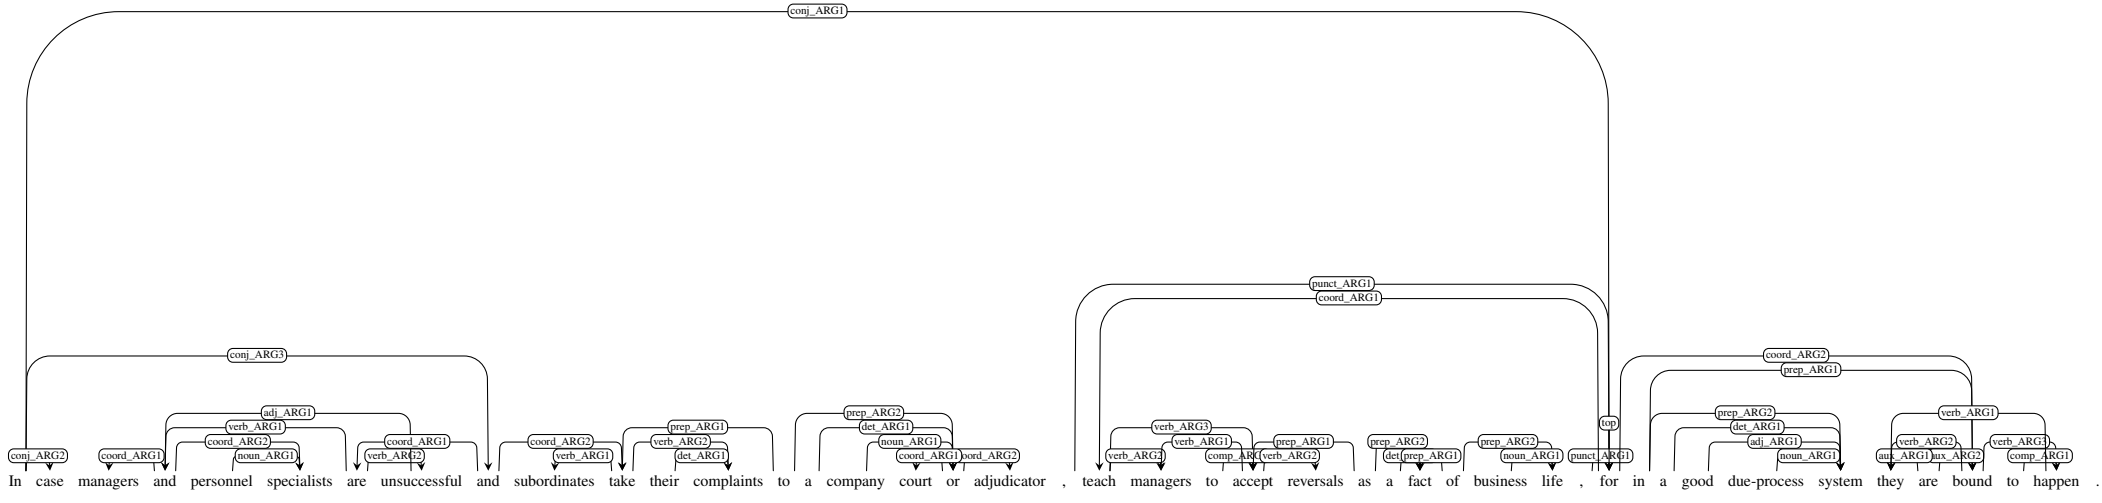 conj_ARG1
punct_ARG1
coord_ARG1
conj_ARG3 coord_ARG2
prep_ARG1
adj_ARG1 prep_ARG2 prep_ARG2 verb_ARG1
verb_ARG1 prep_ARG1 det_ARG1 verb_ARG3 top det_ARG1
coord_ARG2 coord_ARG1 coord_ARG2 verb_ARG2 noun_ARG1 verb_ARG1 prep_ARG1 prep_ARG2 prep_ARG2 adj_ARG1 verb_ARG2 verb_ARG3
conj_ARG2 coord_ARG1 noun_ARG1 verb_ARG2 verb_ARG1 det_ARG1 coord_ARG1 verb_ARG2 verb_ARG2 prep_ARG1 noun_ARG1 punct_ARG1 noun_ARG1 aux_ARG1 comp_ARG1
In case managers and personnel specialists are unsuccessful and subordinates take their complaints to a company court or adjudicator , teach managers to accept reversals as a fact of business life , for in a good due-process system they are bound to happen .